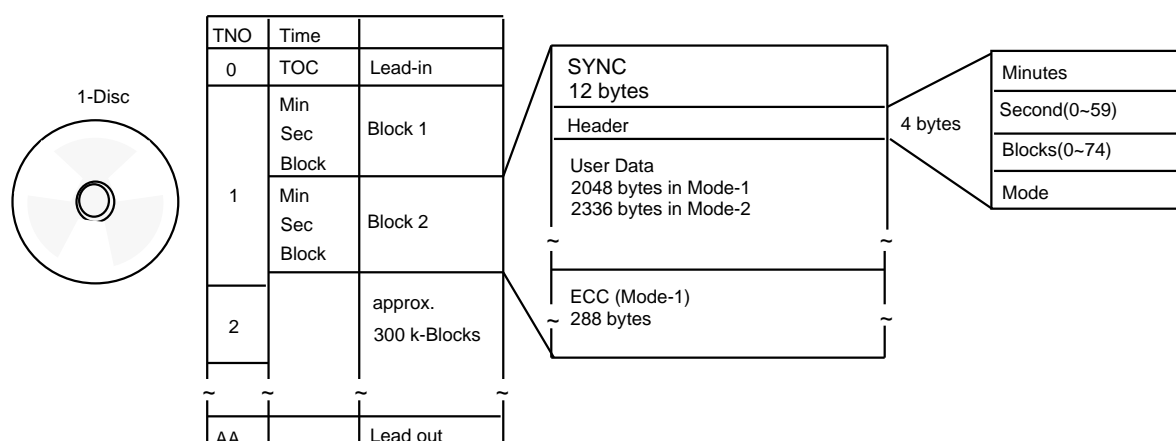 1-Disc
TNO Time
0 TOC Lead-in
1
Min
Sec
Block
Block 1
Min
Sec
Block
Block 2
2
approx.
300 k-Blocks
~ ~ ~ ~
AA Lead out
SYNC
12 bytes
Header
User Data
2048 bytes in Mode-1
2336 bytes in Mode-2
~ ~
ECC (Mode-1)
~ 288 bytes ~
4 bytes
Minutes
Second(0~59)
Blocks(0~74)
Mode